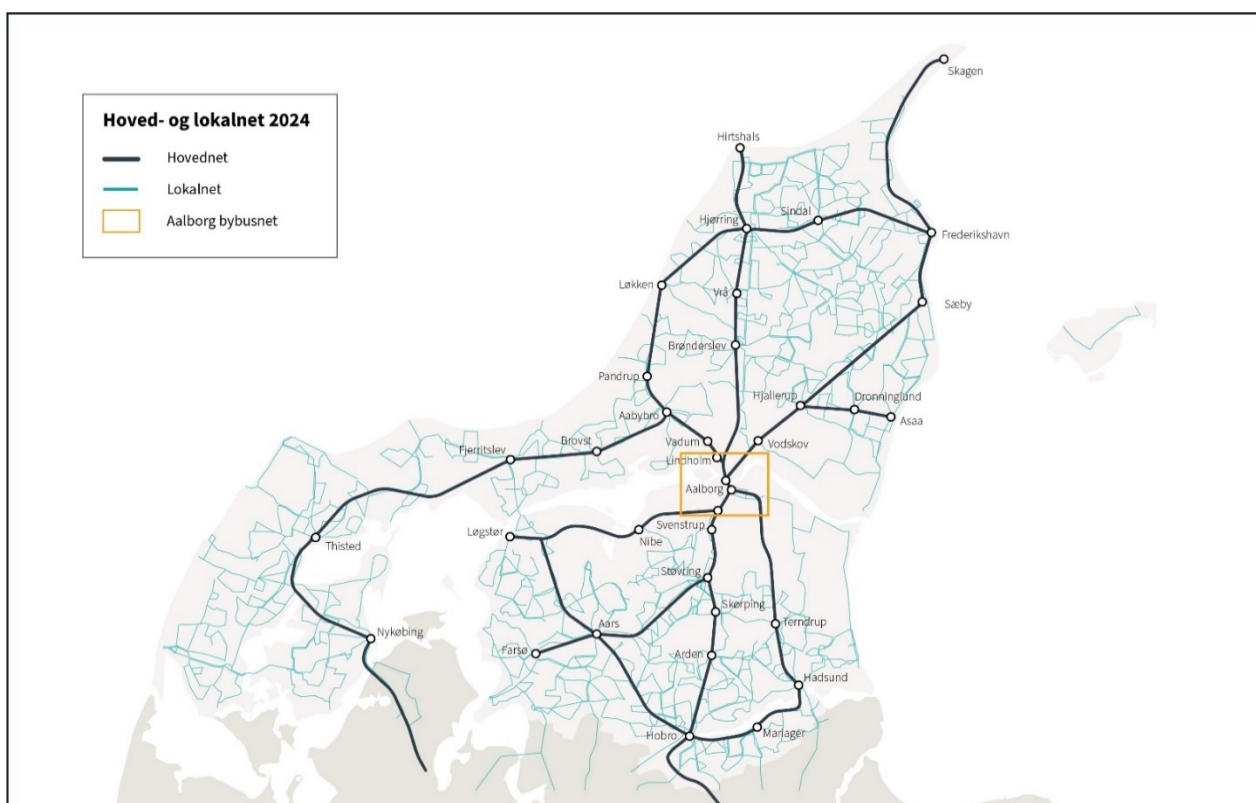 Skagen
Hoved- og lokalnet 2024
Hovednet
Lokalnet
Aalborg bybusnet
Hirtshals
Sindal
Hjørring
Frederikshavn
Løkken
Vrå
Sæby
Brønderslev
Pandrup
Hjallerup
Dronninglund
Aabybro
Asaa
Vadum
Vodskov
Brovst
Fjerritslev
Lindholm
Aalborg
Svenstrup
Løgstør
Nibe
Thisted
Støvring
Skørping
Aars
Terndrup
Nykøbing
Farsø
Arden
Hadsund
Hobro
Mariager